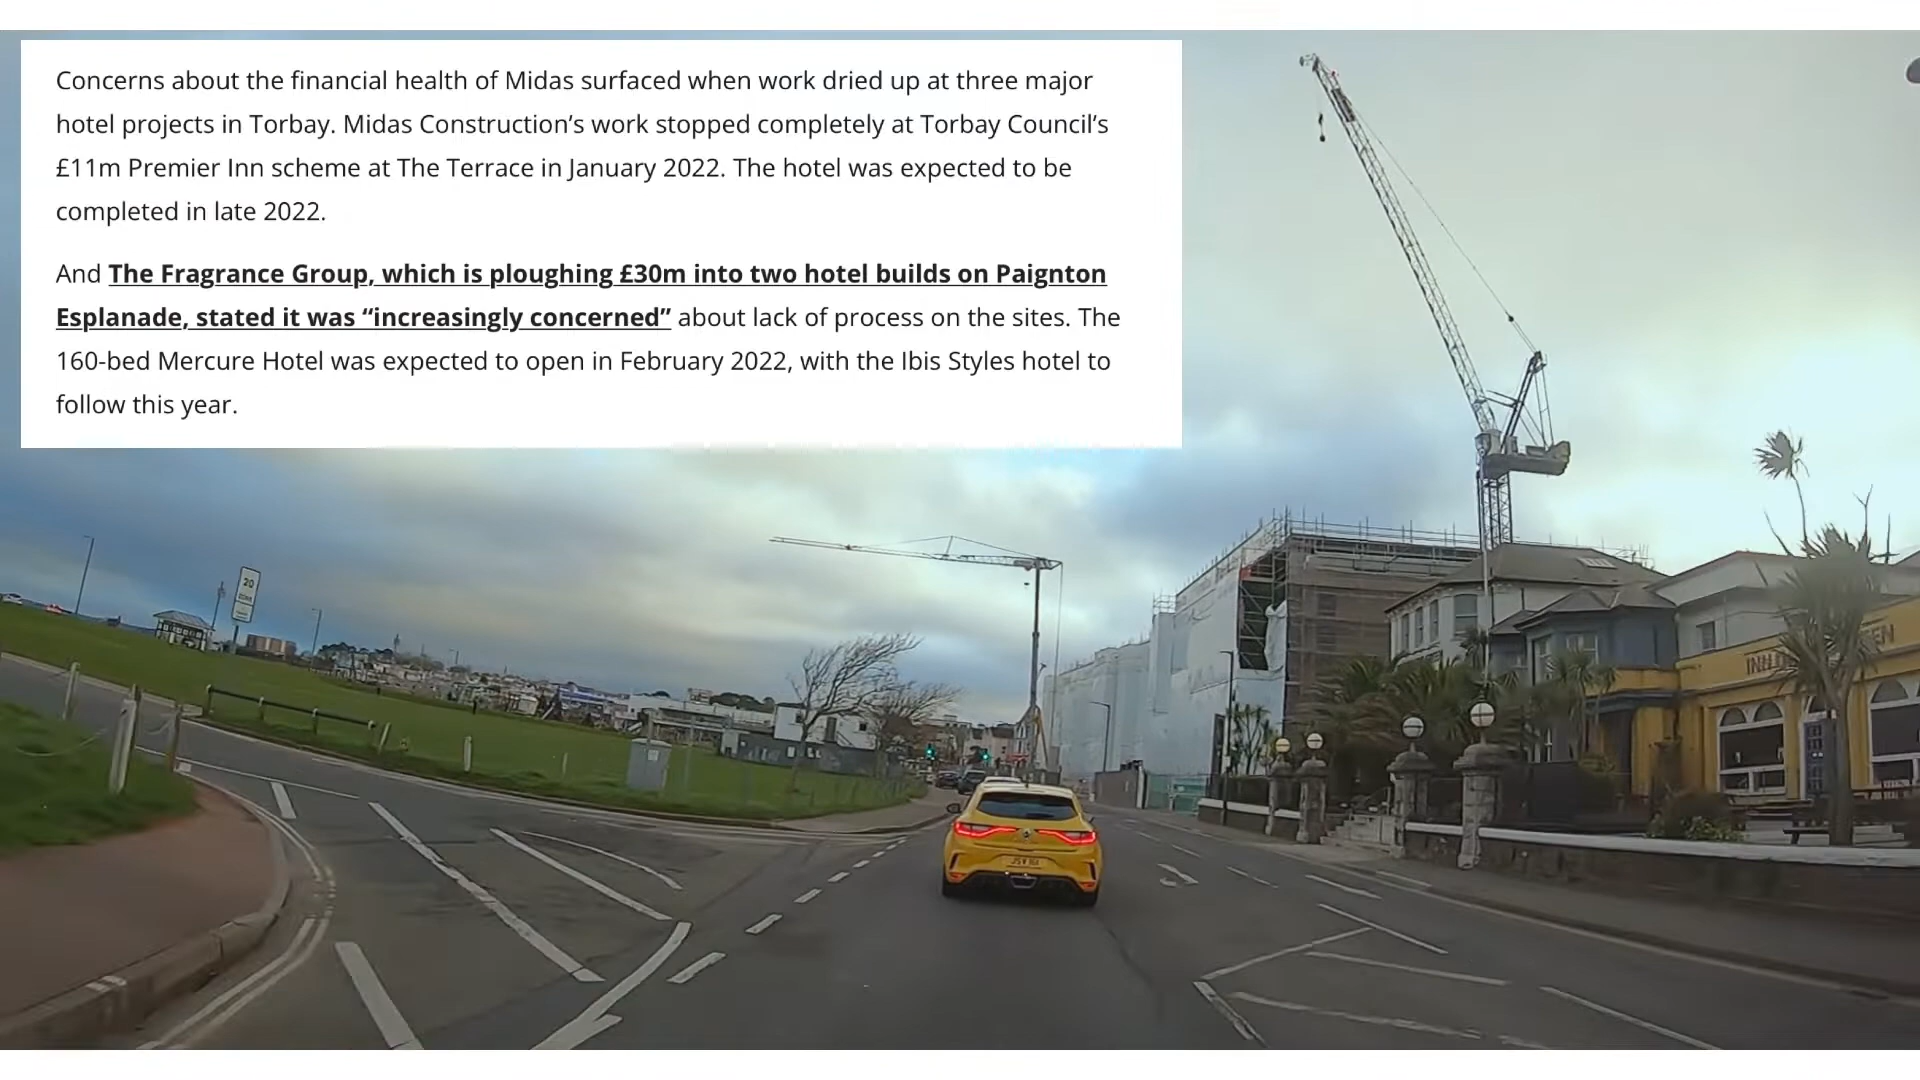 Concerns about the financial health of Midas surfaced when work dried up at three major
hotel projects in Torbay. Midas Construction’s work stopped completely at Torbay Council’s
£11m Premier Inn scheme at The Terrace in January 2022. The hotel was expected to be
completed in late 2022.
And The Fragrance Group, which is ploughing £30m into two hotel builds on Paignton
Esplanade, stated it was “increasingly concerned” about lack of process on the sites. The
160-bed Mercure Hotel was expected to open in February 2022, with the Ibis Styles hotel to
follow this year.
20
ZONE
INN